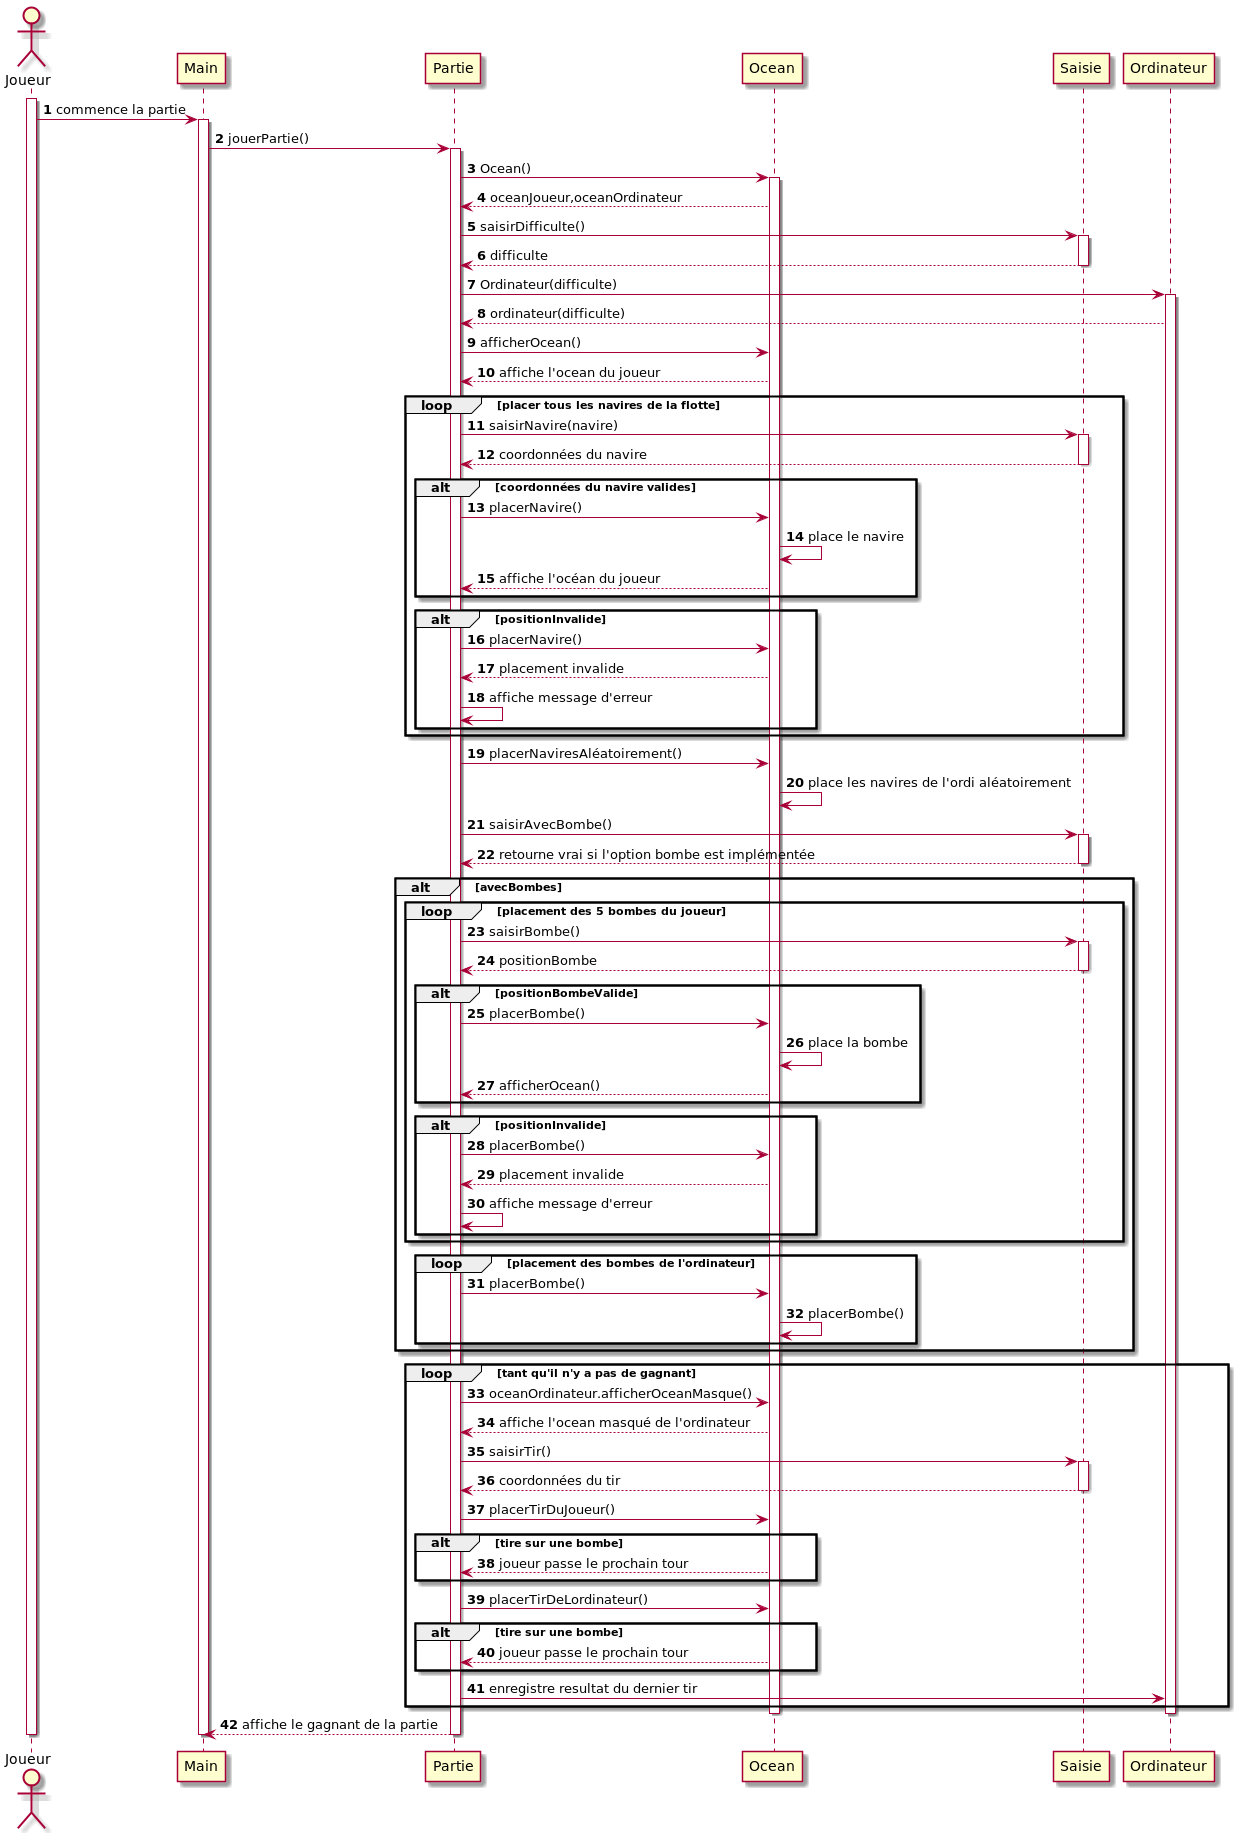 Joueur
Main
Partie
Ocean
Saisie
Ordinateur
1 commence la partie
2 jouerPartie()
3 Ocean()
4 oceanJoueur,oceanOrdinateur
5 saisirDifficulte()
6 difficulte
7 Ordinateur(difficulte)
8 ordinateur(difficulte)
9 afficherOcean()
10 affiche l'ocean du joueur
loop [placer tous les navires de la flotte]
11 saisirNavire(navire)
12 coordonnées du navire
alt [coordonnées du navire valides]
13 placerNavire()
14 place le navire
15 affiche l'océan du joueur
alt [positionInvalide]
16 placerNavire()
17 placement invalide
18 affiche message d'erreur
19 placerNaviresAléatoirement()
20 place les navires de l'ordi aléatoirement
21 saisirAvecBombe()
22 retourne vrai si l'option bombe est implémentée
alt [avecBombes]
loop [placement des 5 bombes du joueur]
23 saisirBombe()
24 positionBombe
alt [positionBombeValide]
25 placerBombe()
26 place la bombe
27 afficherOcean()
alt [positionInvalide]
28 placerBombe()
29 placement invalide
30 affiche message d'erreur
loop [placement des bombes de l'ordinateur]
31 placerBombe()
32 placerBombe()
loop [tant qu'il n'y a pas de gagnant]
33 oceanOrdinateur.afficherOceanMasque()
34 affiche l'ocean masqué de l'ordinateur
35 saisirTir()
36 coordonnées du tir
37 placerTirDuJoueur()
alt [tire sur une bombe]
38 joueur passe le prochain tour
39 placerTirDeLordinateur()
alt [tire sur une bombe]
40 joueur passe le prochain tour
41 enregistre resultat du dernier tir
42 affiche le gagnant de la partie
Joueur
Main
Partie
Ocean
Saisie
Ordinateur